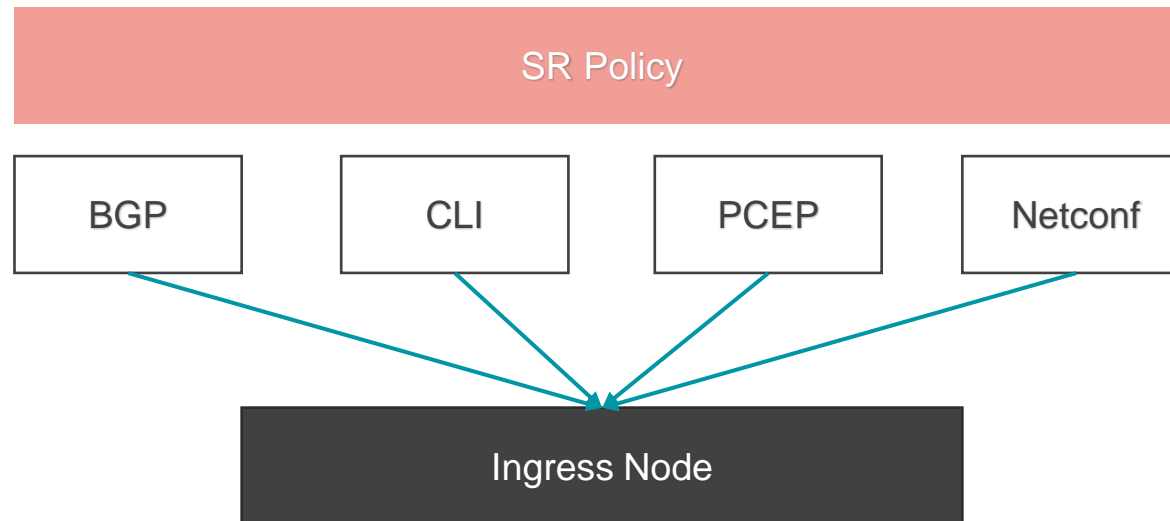 SR Policy
BGP
CLI
PCEP
Netconf
Ingress Node